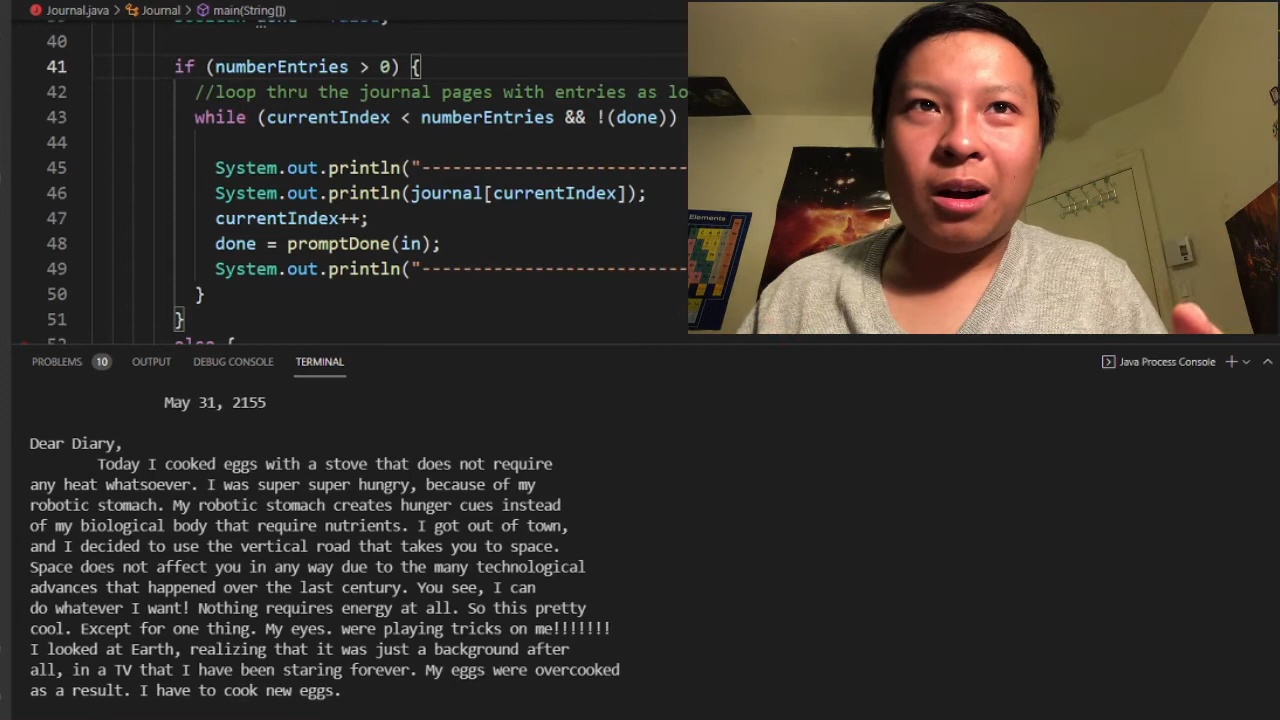 Journal.java > Journal > main(String[])
40
41 if (numberEntries > 0) {
42 //loop thru the journal pages with entries as lo
43 while (currentIndex < numberEntries && !(done))
44
45 System.out.println("--------------------------------
46 System.out.println(journal[currentIndex]);
47 currentIndex++;
48 done = promptDone(in);
49 System.out.println("--------------------------------
50 }
51 }
else {
Elements
PROBLEMS 10 OUTPUT DEBUG CONSOLE TERMINAL Java Process Console
May 31, 2155
Dear Diary,
Today I cooked eggs with a stove that does not require
any heat whatsoever. I was super super hungry, because of my
robotic stomach. My robotic stomach creates hunger cues instead
of my biological body that require nutrients. I got out of town,
and I decided to use the vertical road that takes you to space.
Space does not affect you in any way due to the many technological
advances that happened over the last century. You see, I can
do whatever I want! Nothing requires energy at all. So this pretty
cool. Except for one thing. My eyes. were playing tricks on me!!!!!!!
I looked at Earth, realizing that it was just a background after
all, in a TV that I have been staring forever. My eggs were overcooked
as a result. I have to cook new eggs.